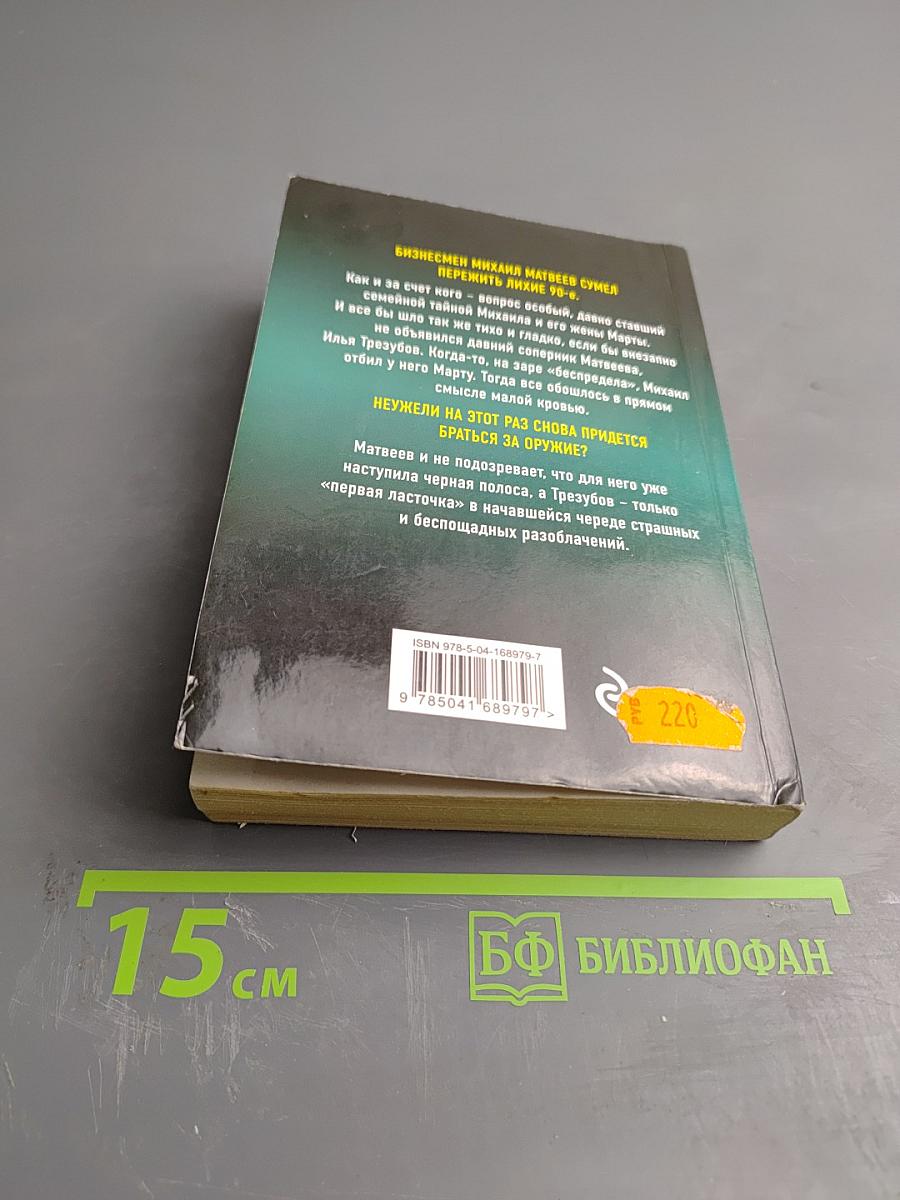 БИЗНЕСМЕН МИХАИЛ МАТВЕЕВ СУМЕЛ
ПЕРЕЖИТЬ ЛИХИЕ 90-е.
Как и за счет кого – вопрос особый, давно ставший
семейной тайной Михаила и его жены Марты.
И все бы шло так же тихо и гладко, если бы внезапно
не объявился давний соперник Матвеева,
Илья Трезубов. Когда-то, на заре «беспредела», Михаил
отбил у него Марту. Тогда все обошлось в прямом
смысле малой кровью.
НЕУЖЕЛИ НА ЭТОТ РАЗ СНОВА ПРИДЕТСЯ
БРАТЬСЯ ЗА ОРУЖИЕ?
Матвеев и не подозревает, что для него уже
наступила черная полоса, а Трезубов – только
«первая ласточка» в начавшейся череде страшных
и беспощадных разоблачений.
ISBN 978-5-04-168979-7
9 785041 689797 >
РУБ 220
15 см
БФ БИБЛИОФАН